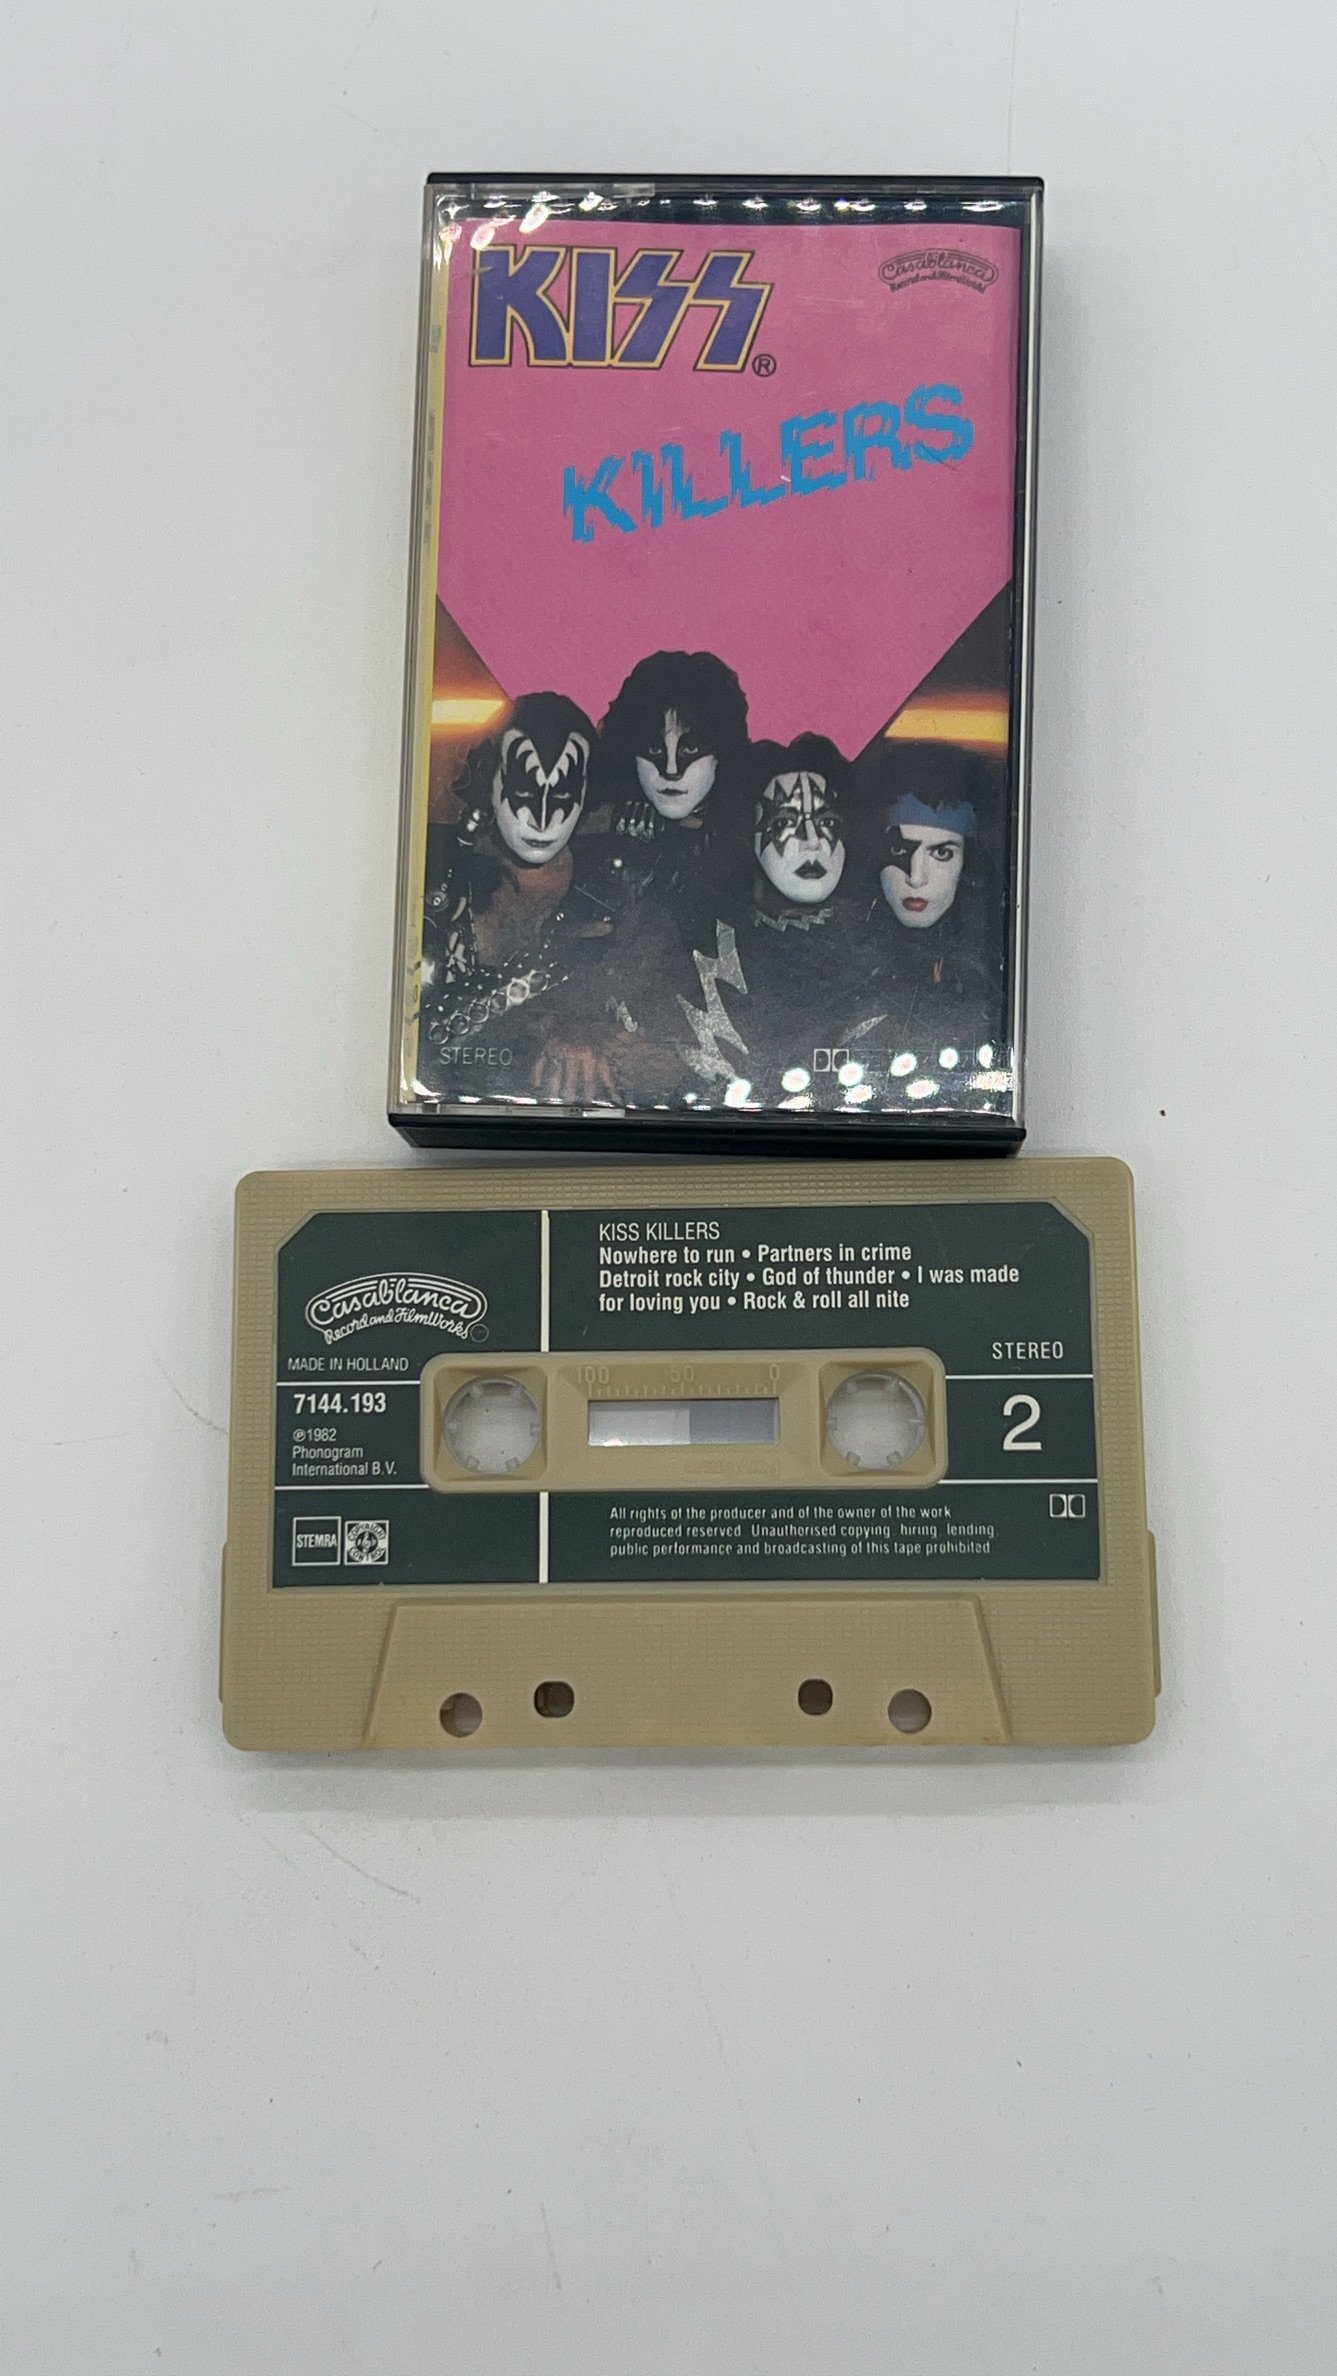 KISS®
Casablanca
Record and FilmWorks
KILLERS
STEREO
KISS KILLERS
Nowhere to run • Partners in crime
Detroit rock city • God of thunder • I was made
for loving you • Rock & roll all nite
Casablanca
Record and FilmWorks
MADE IN HOLLAND
STEREO
100 50 0
7144.193
2
℗1982
Phonogram
International B.V.
STEMRA
COPYRIGHT CONTROL
All rights of the producer and of the owner of the work
reproduced reserved. Unauthorised copying, hiring, lending,
public performance and broadcasting of this tape prohibited